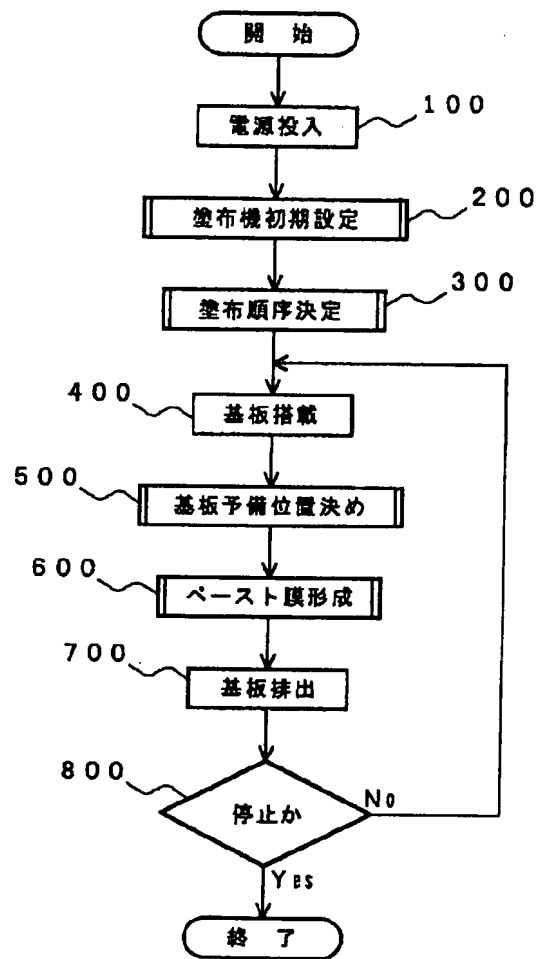 開 始
電源投入
100
塗布機初期設定
200
塗布順序決定
300
400
基板搭載
500
基板予備位置決め
600
ペースト膜形成
700
基板排出
800
停止か
No
Yes
終 了